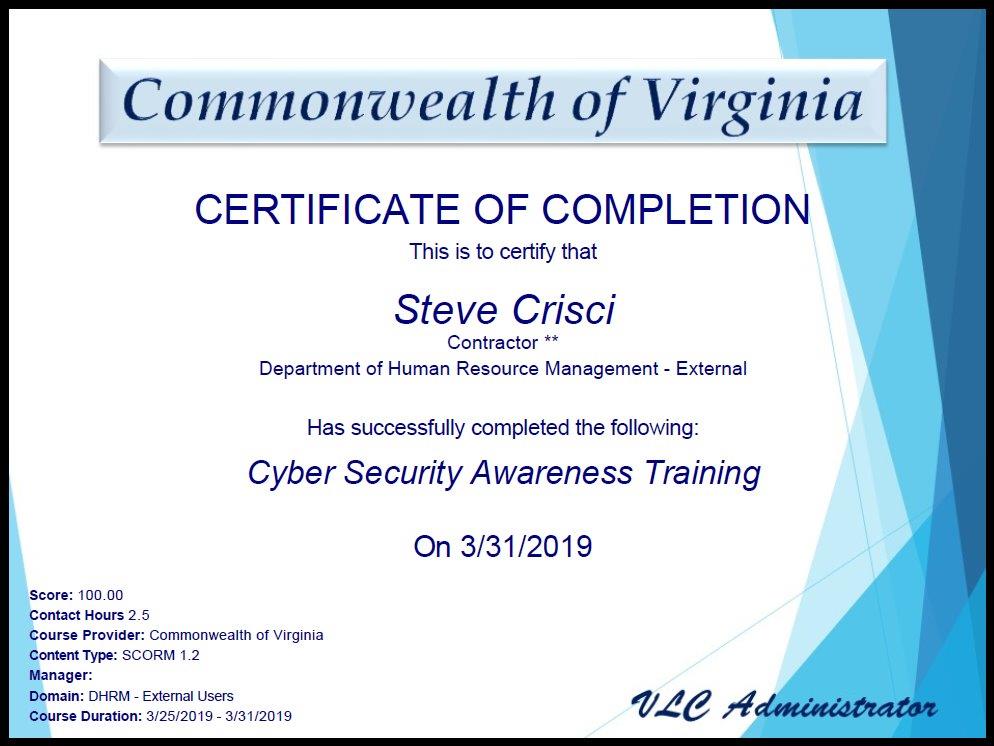 Commonwealth of Virginia
CERTIFICATE OF COMPLETION
This is to certify that
Steve Crisci
Contractor **
Department of Human Resource Management - External
Has successfully completed the following:
Cyber Security Awareness Training
On 3/31/2019
Score: 100.00
Contact Hours 2.5
Course Provider: Commonwealth of Virginia
Content Type: SCORM 1.2
Manager:
Domain: DHRM - External Users
Course Duration: 3/25/2019 - 3/31/2019
VLC Administrator